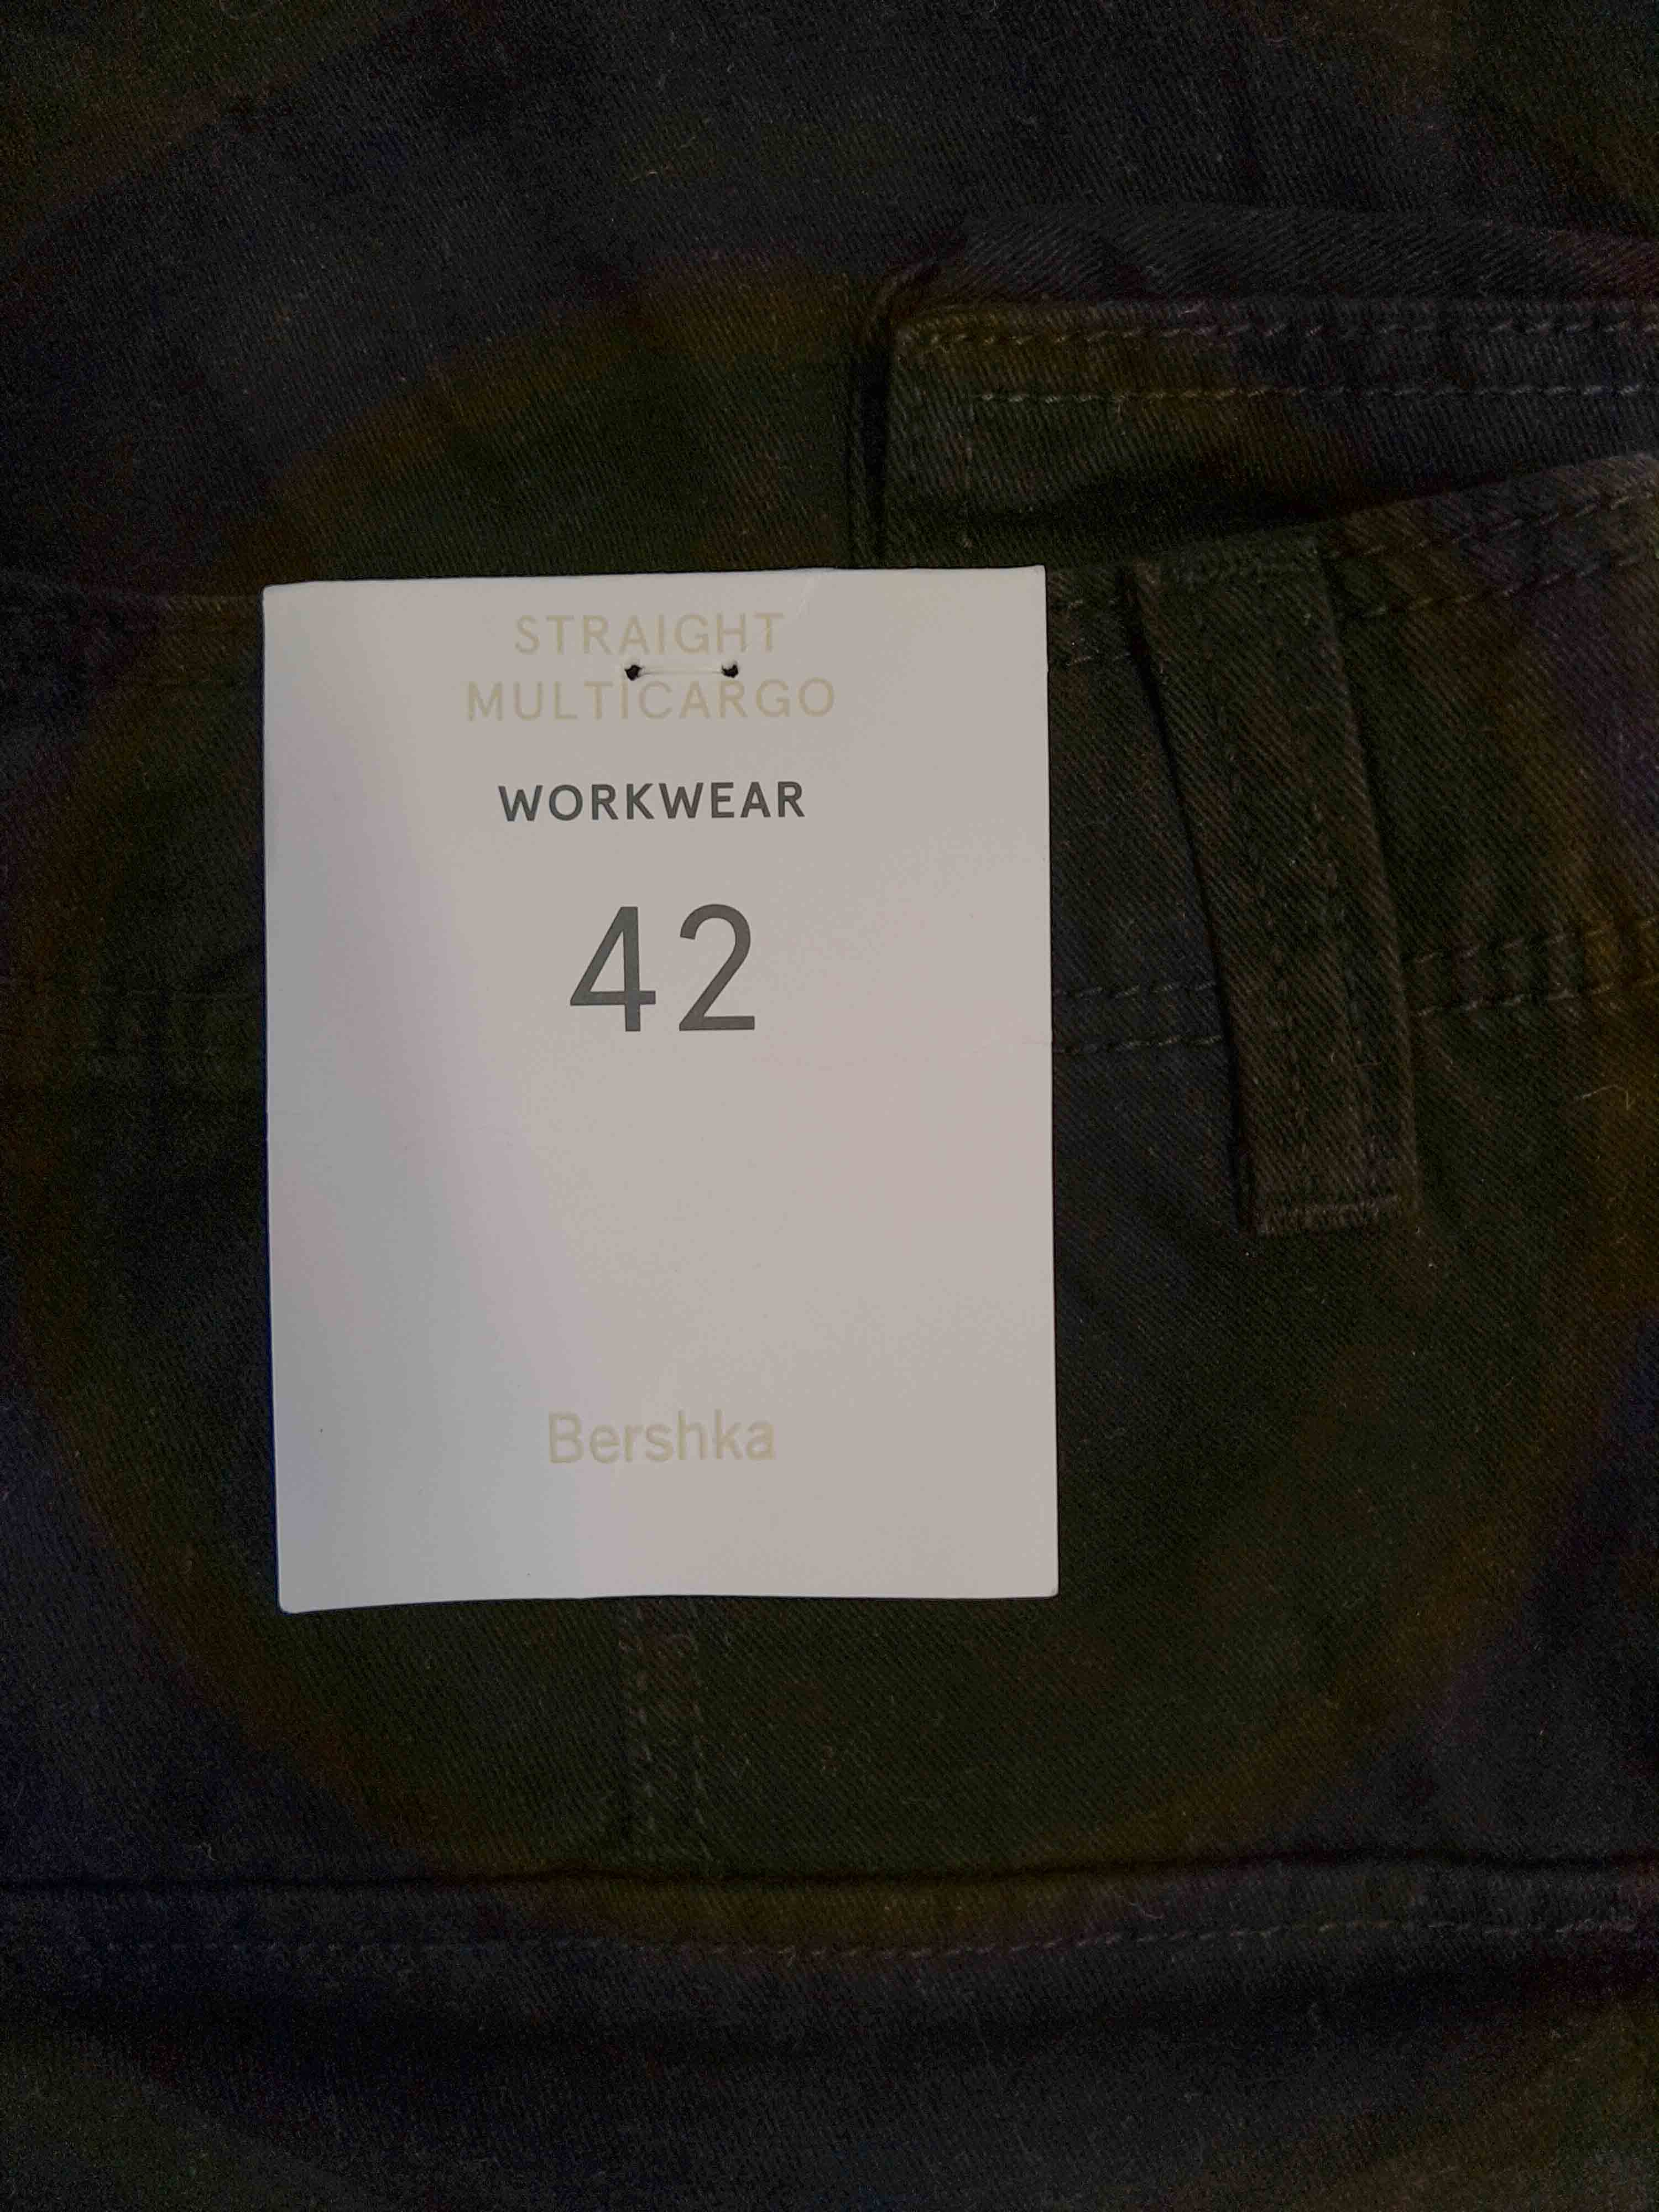 STRAIGHT
MULTICARGO
WORKWEAR
42
Bershka